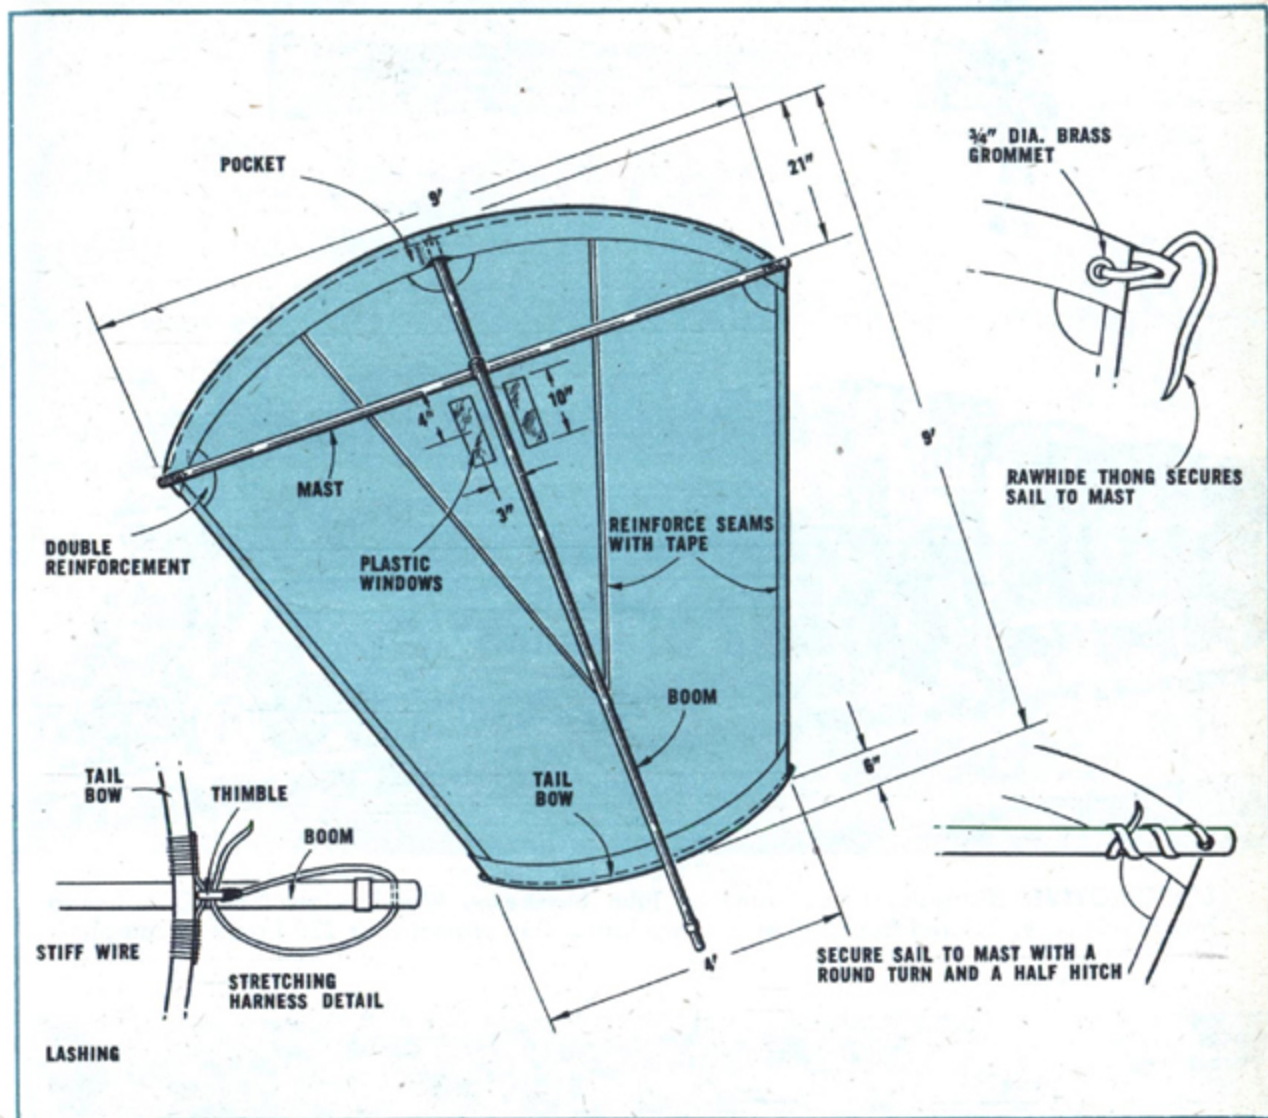 POCKET
9'
21"
¾" DIA. BRASS
GROMMET
9'
10"
4"
3"
MAST
DOUBLE
REINFORCEMENT
PLASTIC
WINDOWS
REINFORCE SEAMS
WITH TAPE
RAWHIDE THONG SECURES
SAIL TO MAST
BOOM
6"
TAIL
BOW
TAIL
BOW
THIMBLE
BOOM
STIFF WIRE
STRETCHING
HARNESS DETAIL
LASHING
4'
SECURE SAIL TO MAST WITH A
ROUND TURN AND A HALF HITCH